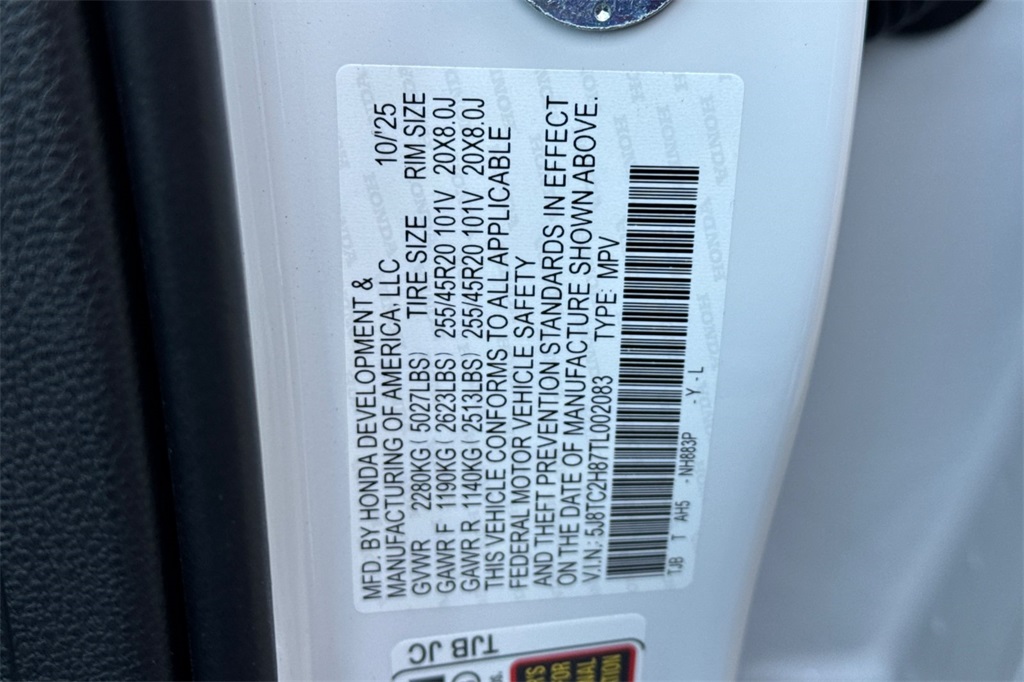 MFD. BY HONDA DEVELOPMENT &
MANUFACTURING OF AMERICA, LLC 10/'25
GVWR 2280KG ( 5027LBS) TIRE SIZE RIM SIZE
GAWR F 1190KG ( 2623LBS) 255/45R20 101V 20X8.0J
GAWR R 1140KG ( 2513LBS) 255/45R20 101V 20X8.0J
THIS VEHICLE CONFORMS TO ALL APPLICABLE
FEDERAL MOTOR VEHICLE SAFETY
AND THEFT PREVENTION STANDARDS IN EFFECT
ON THE DATE OF MANUFACTURE SHOWN ABOVE.
V.I.N.: 5J8TC2H87TL002083 TYPE: MPV
TJB T AH5 - NH883P - Y - L
HONDA
TJB JC
FOR